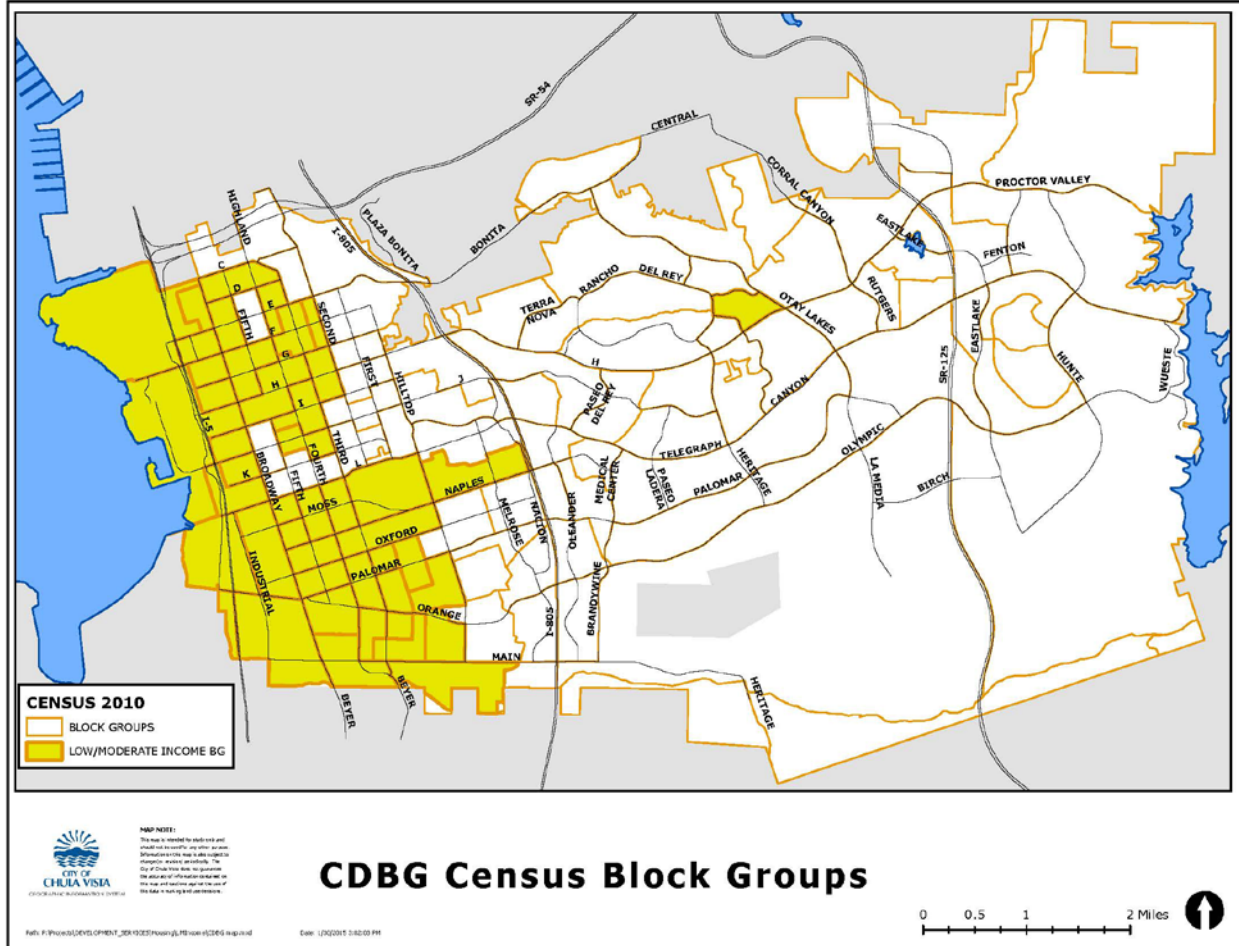 SR-54
CENTRAL
CORRAL CANYON
PROCTOR VALLEY
HIGHLAND
PLAZA BONITA
I-805
BONITA
EASTLAKE
FENTON
C
D
E
F
G
H
I
J
K
L
FIFTH
SECOND
FIRST
HILLTOP
TERRA
NOVA
RANCHO
DEL REY
OTAY LAKES
RUTGERS
EASTLAKE
HUNTE
WUESTE
SR-125
H
PASEO
DEL REY
CANYON
TELEGRAPH
HERITAGE
OLYMPIC
I-5
BROADWAY
FIFTH
FOURTH
THIRD
MOSS
NAPLES
OXFORD
PALOMAR
MELROSE
NACION
OLEANDER
MEDICAL
CENTER
PASEO
LADERA
PALOMAR
LA MEDIA
BIRCH
INDUSTRIAL
ORANGE
I-805
BRANDYWINE
MAIN
HERITAGE
BEYER
BEYER
CENSUS 2010
BLOCK GROUPS
LOW/MODERATE INCOME BG
CITY OF
CHULA VISTA
MAP NOTE:
CDBG Census Block Groups
0 0.5 1 2 Miles